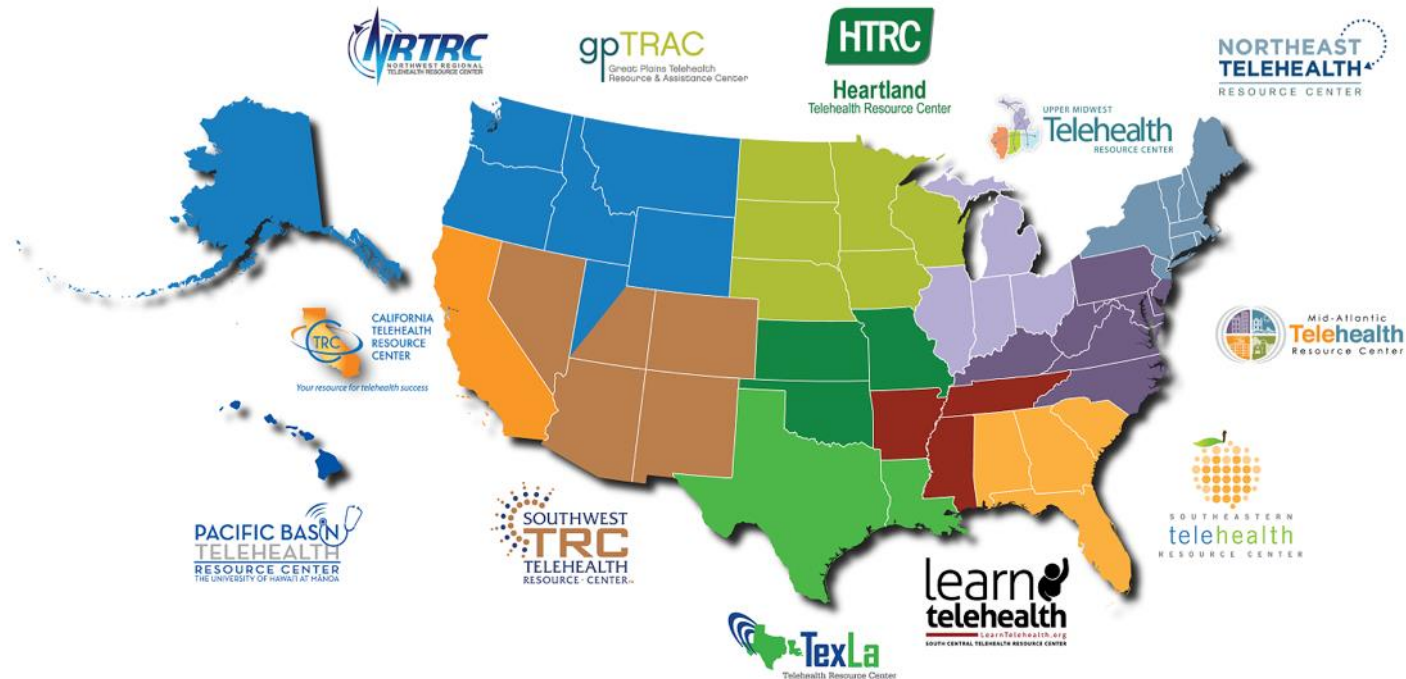 NRTRC
NORTHWEST REGIONAL
TELEHEALTH RESOURCE CENTER
gpTRAC
Great Plains Telehealth
Resource & Assistance Center
HTRC
Heartland
Telehealth Resource Center
NORTHEAST
TELEHEALTH
RESOURCE CENTER
UPPER MIDWEST
Telehealth
RESOURCE CENTER
TRC
CALIFORNIA
TELEHEALTH
RESOURCE
CENTER
Your resource for telehealth success
Mid-Atlantic
Telehealth
Resource Center
PACIFIC BASIN
TELEHEALTH
RESOURCE CENTER
THE UNIVERSITY OF HAWAI'I AT MĀNOA
SOUTHWEST
TRC
TELEHEALTH
RESOURCE · CENTER
SOUTHEASTERN
telehealth
RESOURCE CENTER
learn
telehealth
LearnTelehealth.org
SOUTH CENTRAL TELEHEALTH RESOURCE CENTER
TexLa
Telehealth Resource Center